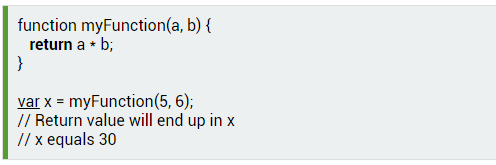 function myFunction(a, b) {
  return a * b;
}

var x = myFunction(5, 6);
// Return value will end up in x
// x equals 30